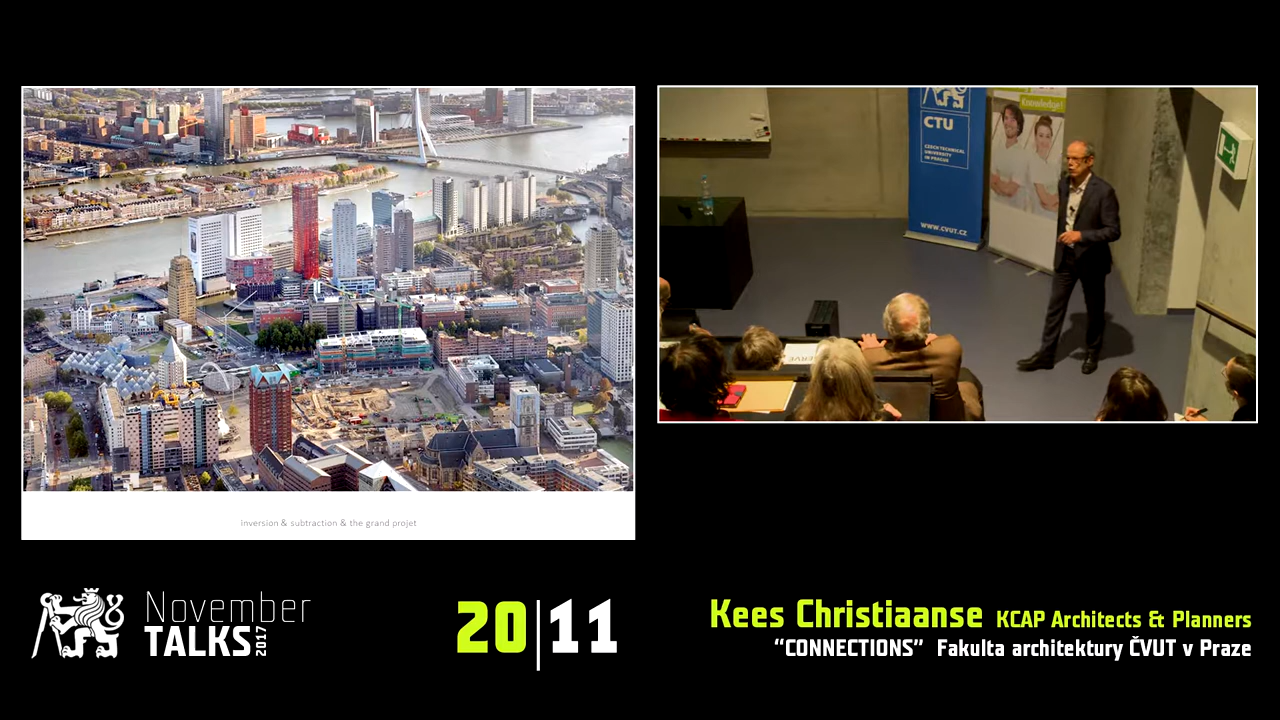 Knowledge!
CTU
CZECH TECHNICAL
UNIVERSITY
IN PRAGUE
WWW.CVUT.CZ
inversion & subtraction & the grand projet
November
TALKS 2017
20|11
Kees Christiaanse KCAP Architects & Planners
“CONNECTIONS” Fakulta architektury ČVUT v Praze